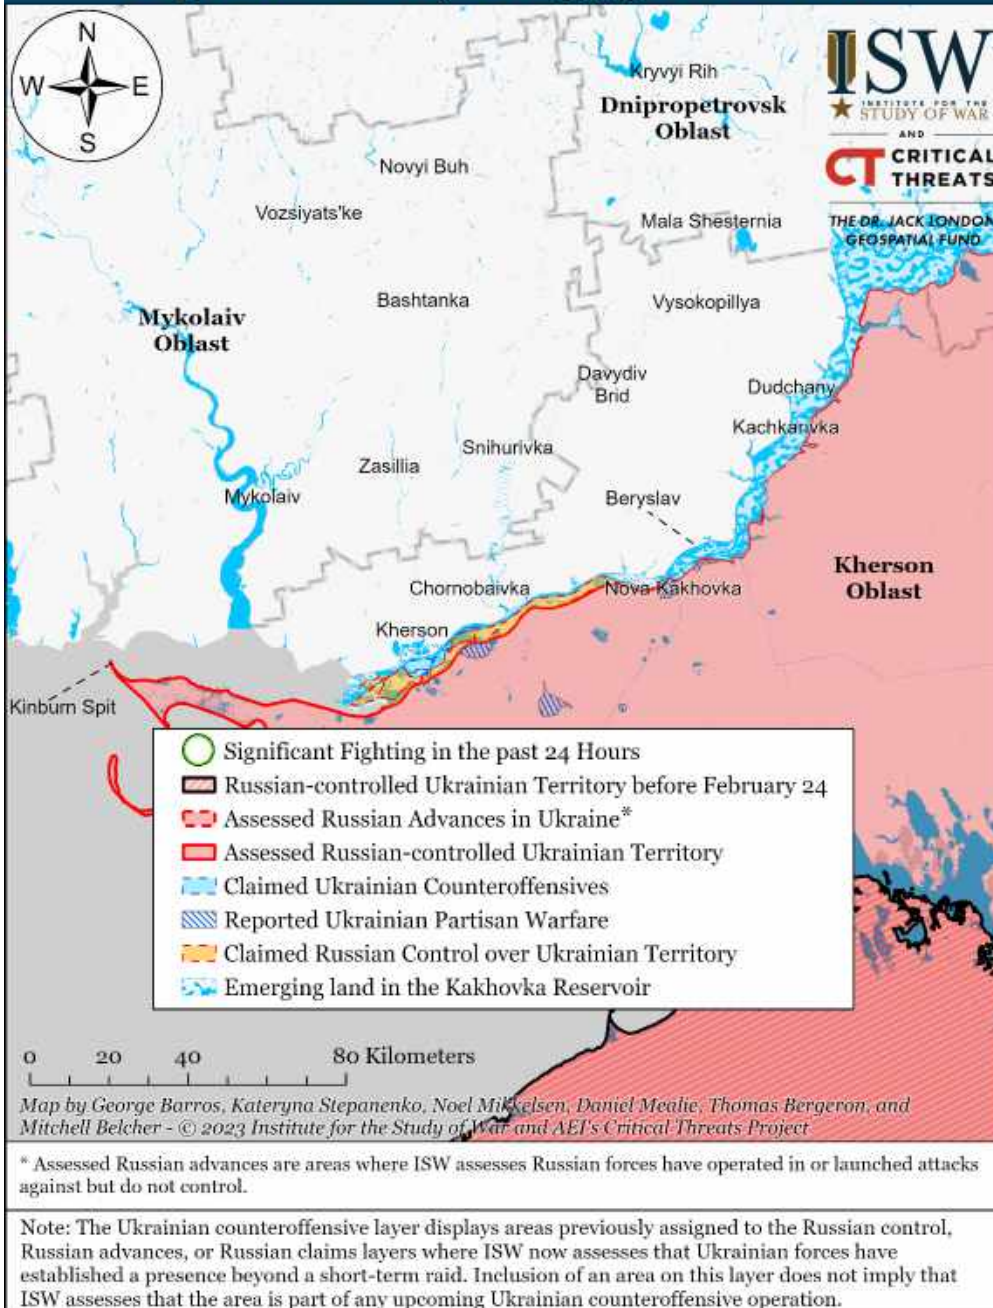 N
W
E
S
ISW
INSTITUTE FOR THE
STUDY OF WAR
AND
CT CRITICAL
THREATS
THE DR. JACK LONDON
GEOSPATIAL FUND
Kryvyi Rih
Dnipropetrovsk
Oblast
Novyi Buh
Vozsiyats'ke
Mala Shesternia
Bashtanka
Vysokopillya
Mykolaiv
Oblast
Davydiv
Brid
Dudchany
Kachkarivka
Snihurivka
Zasillia
Mykolaiv
Beryslav
Kherson
Oblast
Chornobaivka
Nova Kakhovka
Kherson
Kinburn Spit
Significant Fighting in the past 24 Hours
Russian-controlled Ukrainian Territory before February 24
Assessed Russian Advances in Ukraine*
Assessed Russian-controlled Ukrainian Territory
Claimed Ukrainian Counteroffensives
Reported Ukrainian Partisan Warfare
Claimed Russian Control over Ukrainian Territory
Emerging land in the Kakhovka Reservoir
0 20 40 80 Kilometers
Map by George Barros, Kateryna Stepanenko, Noel Mikkelsen, Daniel Mealie, Thomas Bergeron, and
Mitchell Belcher - © 2023 Institute for the Study of War and AEI's Critical Threats Project
* Assessed Russian advances are areas where ISW assesses Russian forces have operated in or launched attacks
against but do not control.
Note: The Ukrainian counteroffensive layer displays areas previously assigned to the Russian control,
Russian advances, or Russian claims layers where ISW now assesses that Ukrainian forces have
established a presence beyond a short-term raid. Inclusion of an area on this layer does not imply that
ISW assesses that the area is part of any upcoming Ukrainian counteroffensive operation.